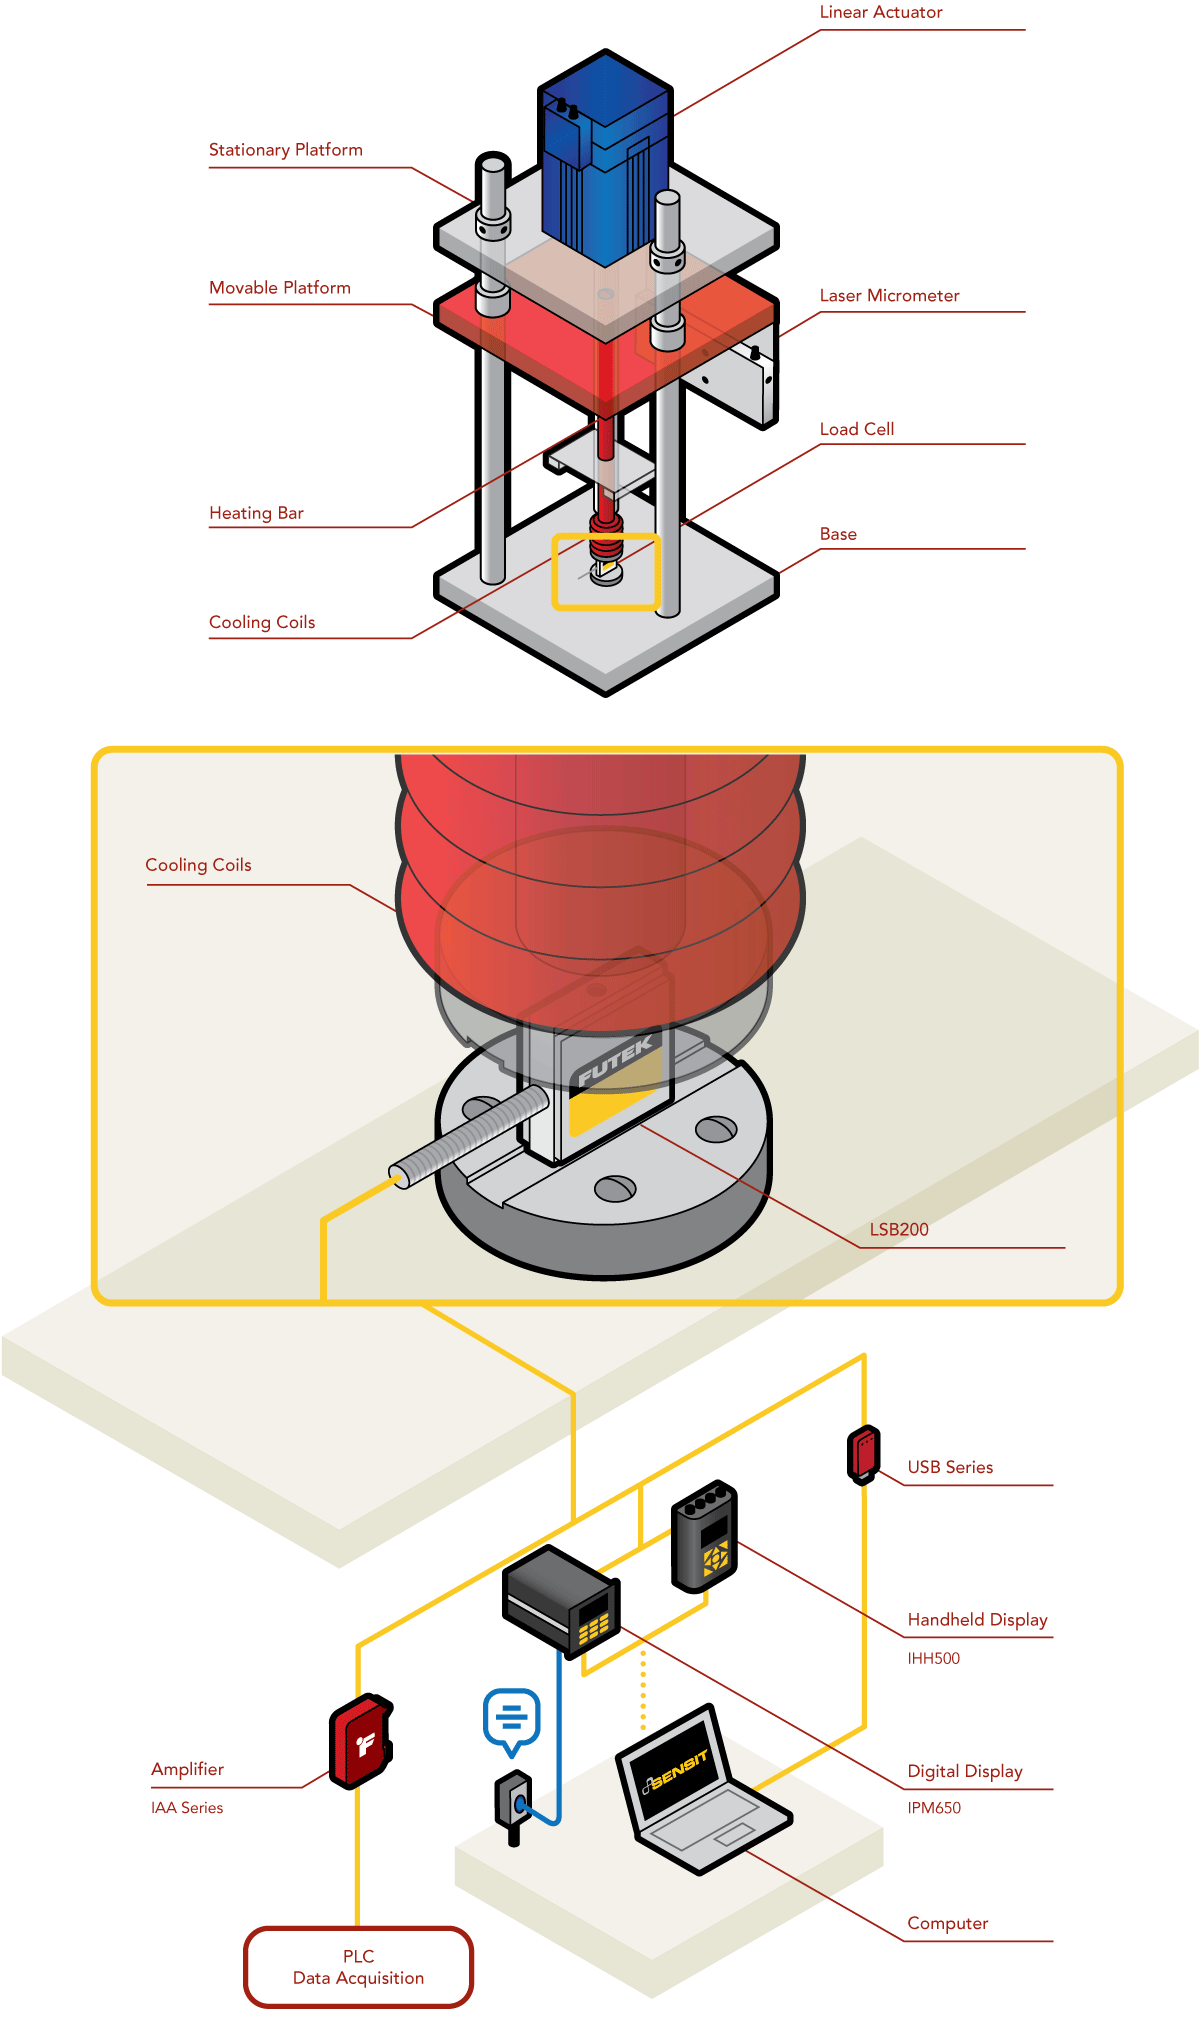 Linear Actuator
Stationary Platform
Movable Platform
Laser Micrometer
Load Cell
Heating Bar
Base
Cooling Coils
Cooling Coils
FUTEK
LSB200
USB Series
Handheld Display
IHH500
Amplifier
IAA Series
SENSIT
Digital Display
IPM650
Computer
PLC
Data Acquisition